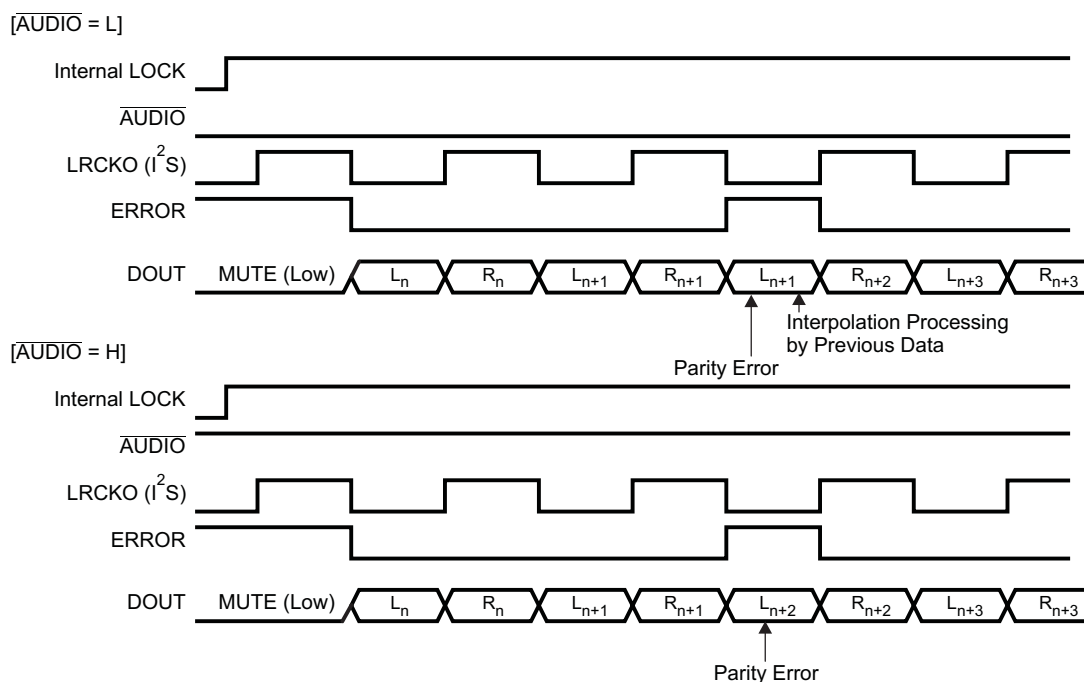 [AUDIO = L]
Internal LOCK
AUDIO
LRCKO (I²S)
ERROR
DOUT MUTE (Low) Lₙ Rₙ Lₙ₊₁ Rₙ₊₁ Lₙ₊₁ Rₙ₊₂ Lₙ₊₃ Rₙ₊₃
Interpolation Processing
by Previous Data
Parity Error
[AUDIO = H]
Internal LOCK
AUDIO
LRCKO (I²S)
ERROR
DOUT MUTE (Low) Lₙ Rₙ Lₙ₊₁ Rₙ₊₁ Lₙ₊₂ Rₙ₊₂ Lₙ₊₃ Rₙ₊₃
Parity Error